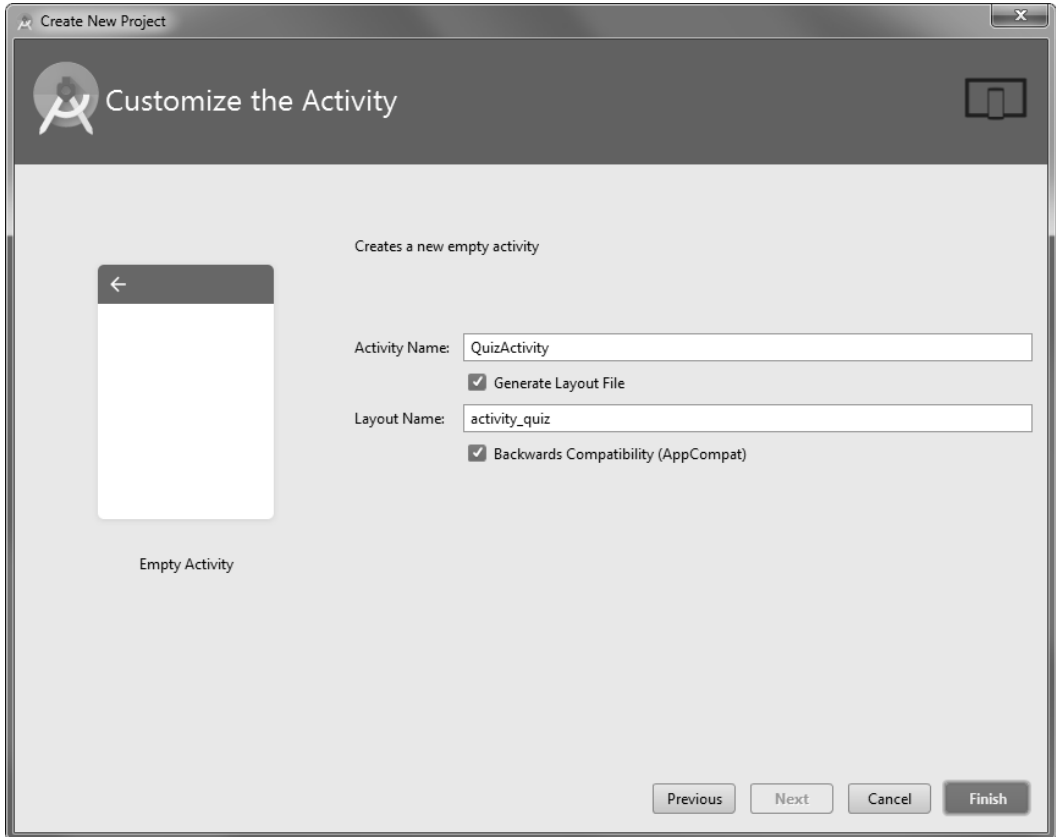 Create New Project
Customize the Activity
Creates a new empty activity
Activity Name: QuizActivity
Generate Layout File
Layout Name: activity_quiz
Backwards Compatibility (AppCompat)
Empty Activity
Previous Next Cancel Finish